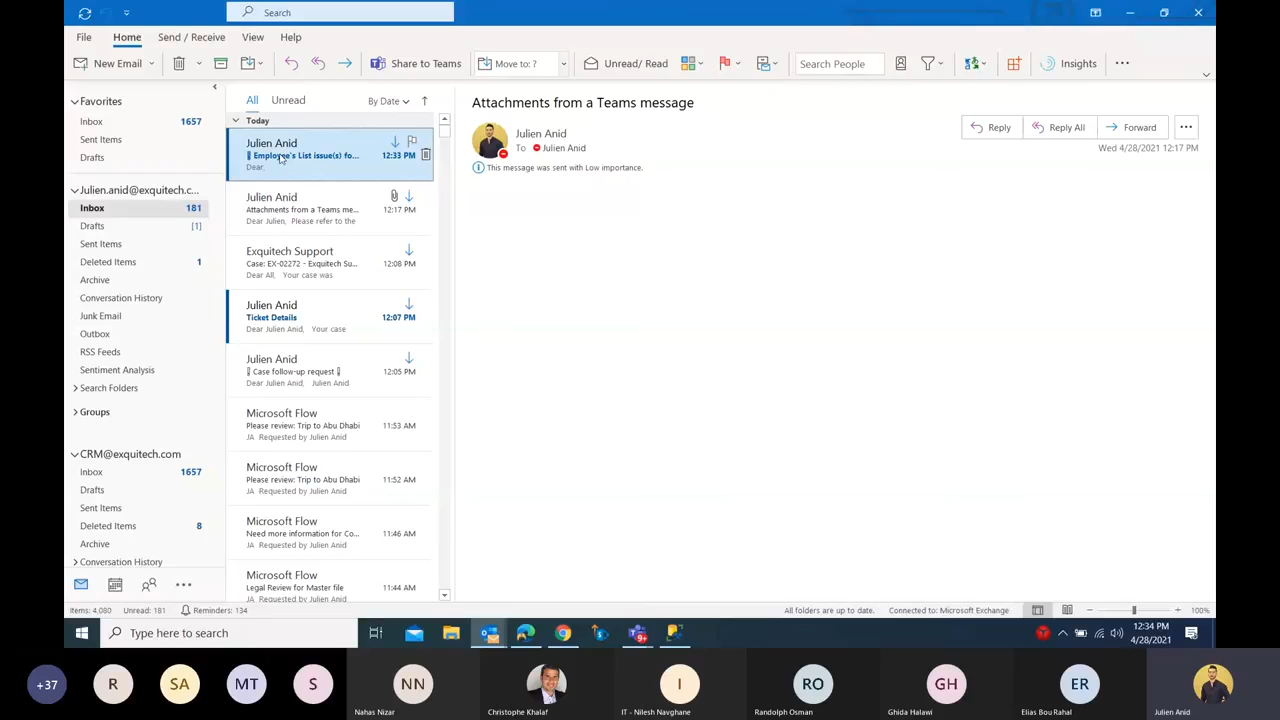 Search
File Home Send / Receive View Help
New Email Share to Teams Move to: ? Unread/ Read Search People Insights
Favorites
Inbox 1657
Sent Items
Drafts
Julien.anid@exquitech.c...
Inbox 181
Drafts [1]
Sent Items
Deleted Items 1
Archive
Conversation History
Junk Email
Outbox
RSS Feeds
Sentiment Analysis
Search Folders
Groups
CRM@exquitech.com
Inbox 1657
Drafts
Sent Items
Deleted Items 8
Archive
Conversation History
All Unread By Date
Today
Julien Anid
Employee's List issue(s) fo... 12:33 PM
Dear,
Julien Anid
Attachments from a Teams me... 12:17 PM
Dear Julien, Please refer to the
Exquitech Support
Case: EX-02272 - Exquitech Su... 12:08 PM
Dear All, Your case was
Julien Anid
Ticket Details 12:07 PM
Dear Julien Anid, Your case
Julien Anid
Case follow-up request 12:05 PM
Dear Julien Anid, Julien Anid
Microsoft Flow
Please review: Trip to Abu Dhabi 11:53 AM
JA Requested by Julien Anid
Microsoft Flow
Please review: Trip to Abu Dhabi 11:52 AM
JA Requested by Julien Anid
Microsoft Flow
Need more information for Co... 11:46 AM
JA Requested by Julien Anid
Microsoft Flow
Legal Review for Master file 11:44 AM
JA Requested by Julien Anid
Attachments from a Teams message
Julien Anid
To Julien Anid
Reply Reply All Forward
Wed 4/28/2021 12:17 PM
This message was sent with Low importance.
Items: 4,080 Unread: 181 Reminders: 134 All folders are up to date. Connected to: Microsoft Exchange 100%
Type here to search
9+
12:34 PM
4/28/2021
+37 R SA MT S NN I RO GH ER
Nahas Nizar Christophe Khalaf IT - Nilesh Navghane Randolph Osman Ghida Halawi Elias Bou Rahal Julien Anid